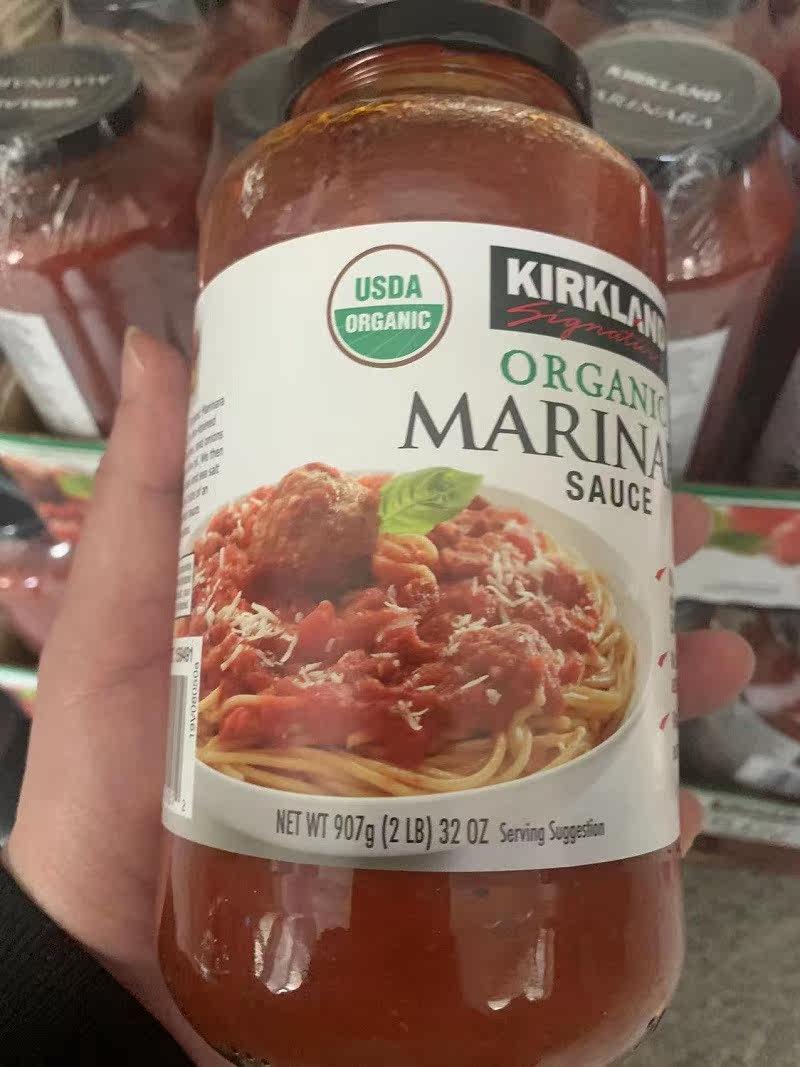 KIRKLAND
MARINARA
USDA
ORGANIC
KIRKLAND
Signature
ORGANIC
MARINA
SAUCE
NET WT 907g (2 LB) 32 OZ Serving Suggestion